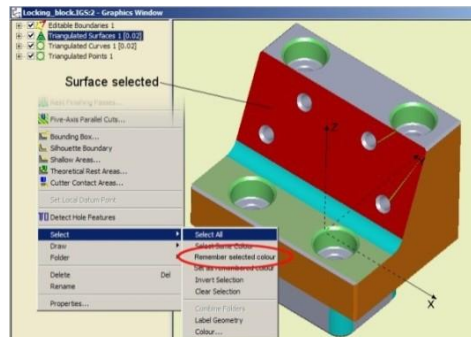 Locking_block.IGS:2 - Graphics Window
Editable Boundaries 1
Triangulated Surfaces 1 [0.02]
Triangulated Curves 1 [0.02]
Triangulated Points 1
Surface selected
Rest Finishing Passes...
Five-Axis Parallel Cuts...
Bounding Box...
Silhouette Boundary
Shallow Areas...
Theoretical Rest Areas...
Cutter Contact Areas...
Set Local Datum Point
Detect Hole Features
Select
Draw
Folder
Delete Del
Rename
Properties...
Select All
Select Same Colour
Remember selected colour
Set as remembered colour
Invert Selection
Clear Selection
Combine Folders
Label Geometry
Colour...
Z
X